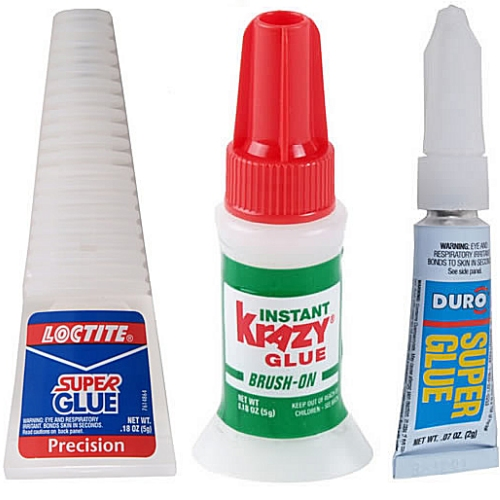 LOCTITE®
SUPER
GLUE
WARNING: EYE AND RESPIRATORY
IRRITANT. BONDS SKIN IN SECONDS.
Read cautions on back panel.
NET WT.
.18 OZ (5g)
Precision
INSTANT
KRAZY®
GLUE
BRUSH-ON
NET WT
0.18 OZ (5g)
KEEP OUT OF REACH OF
CHILDREN
WARNING: EYE AND
RESPIRATORY IRRITANT
BONDS TO SKIN IN SECONDS
See side panel.
DURO
SUPER
GLUE
NET WT. .07 OZ. (2g)